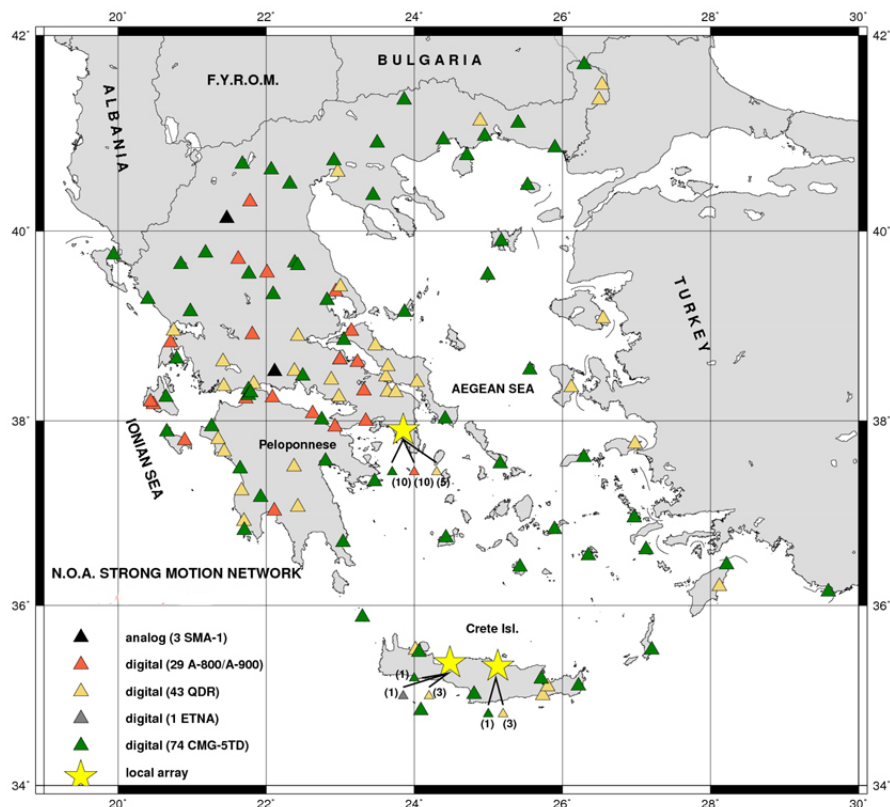 20° 22° 24° 26° 28° 30°
42° 42°
BULGARIA
F.Y.R.O.M.
ALBANIA
40° 40°
TURKEY
AEGEAN SEA
38° 38°
IONIAN SEA
Peloponnese
(10) (10) (5)
N.O.A. STRONG MOTION NETWORK
36° 36°
Crete Isl.
analog (3 SMA-1)
digital (29 A-800/A-900)
(1)
digital (43 QDR)
(1) (3)
digital (1 ETNA)
(1) (3)
digital (74 CMG-5TD)
local array
34° 34°
20° 22° 24° 26° 28° 30°